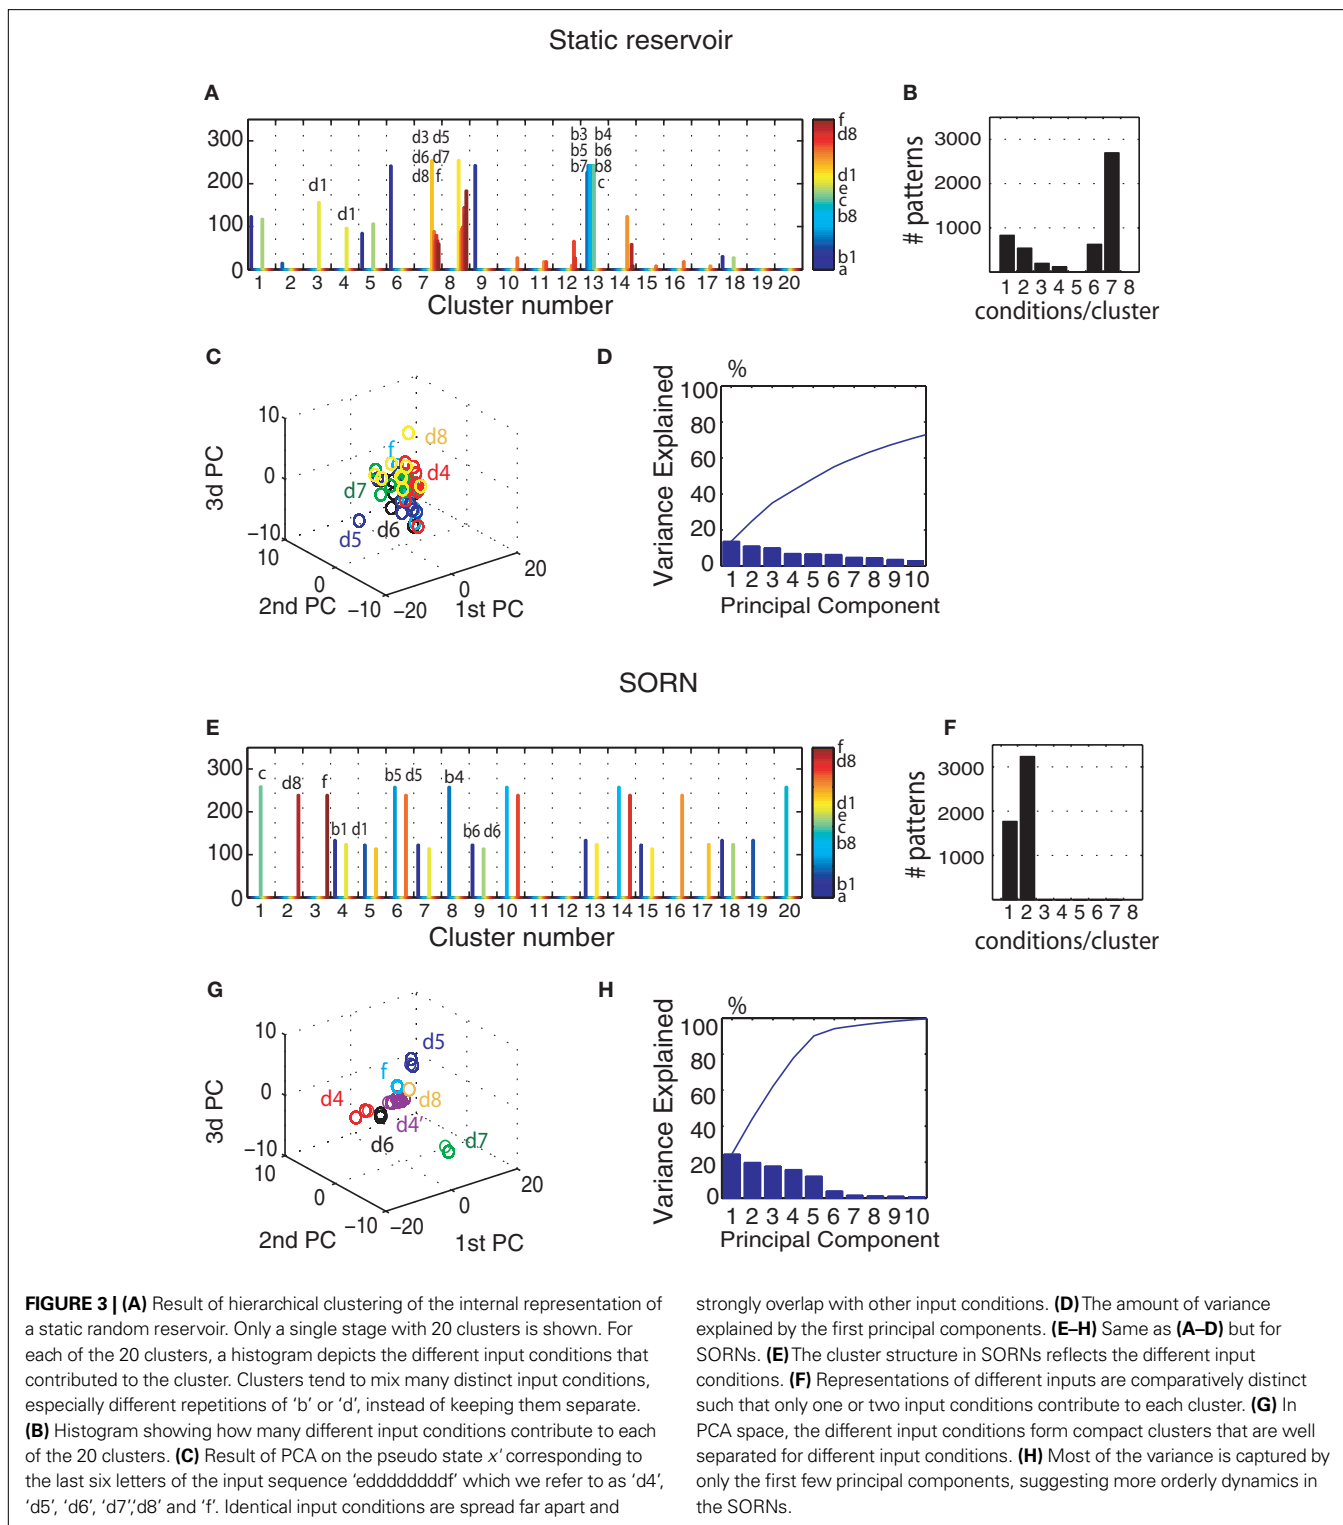 Static reservoir
A
300
200
100
0
d3 d5
d6 d7
d8 f
d1
d1
b3 b4
b5 b6
b7 b8
c
1 2 3 4 5 6 7 8 9 10 11 12 13 14 15 16 17 18 19 20
Cluster number
f
d8
d1
e
c
b8
b1
a
B
# patterns
3000
2000
1000
1 2 3 4 5 6 7 8
conditions/cluster
C
3d PC
10
0
−10
10
0
−10
2nd PC
−20
0
20
1st PC
d8
f
d4
d7
d6
d5
D
%
Variance Explained
100
80
60
40
20
0
1 2 3 4 5 6 7 8 9 10
Principal Component
SORN
E
300
200
100
0
c
d8
f
b1 d1
b5 d5
b4
b6 d6
1 2 3 4 5 6 7 8 9 10 11 12 13 14 15 16 17 18 19 20
Cluster number
f
d8
d1
e
c
b8
b1
a
F
# patterns
3000
2000
1000
1 2 3 4 5 6 7 8
conditions/cluster
G
3d PC
10
0
−10
10
0
−10
2nd PC
−20
0
20
1st PC
d5
f
d8
d4
d4'
d6
d7
H
%
Variance Explained
100
80
60
40
20
0
1 2 3 4 5 6 7 8 9 10
Principal Component
FIGURE 3 | (A) Result of hierarchical clustering of the internal representation of
a static random reservoir. Only a single stage with 20 clusters is shown. For
each of the 20 clusters, a histogram depicts the different input conditions that
contributed to the cluster. Clusters tend to mix many distinct input conditions,
especially different repetitions of ‘b’ or ‘d’, instead of keeping them separate.
(B) Histogram showing how many different input conditions contribute to each
of the 20 clusters. (C) Result of PCA on the pseudo state x' corresponding to
the last six letters of the input sequence ‘eddddddddf’ which we refer to as ‘d4’,
‘d5’, ‘d6’, ‘d7’,‘d8’ and ‘f’. Identical input conditions are spread far apart and
strongly overlap with other input conditions. (D) The amount of variance
explained by the first principal components. (E–H) Same as (A–D) but for
SORNs. (E) The cluster structure in SORNs reflects the different input
conditions. (F) Representations of different inputs are comparatively distinct
such that only one or two input conditions contribute to each cluster. (G) In
PCA space, the different input conditions form compact clusters that are well
separated for different input conditions. (H) Most of the variance is captured by
only the first few principal components, suggesting more orderly dynamics in
the SORNs.